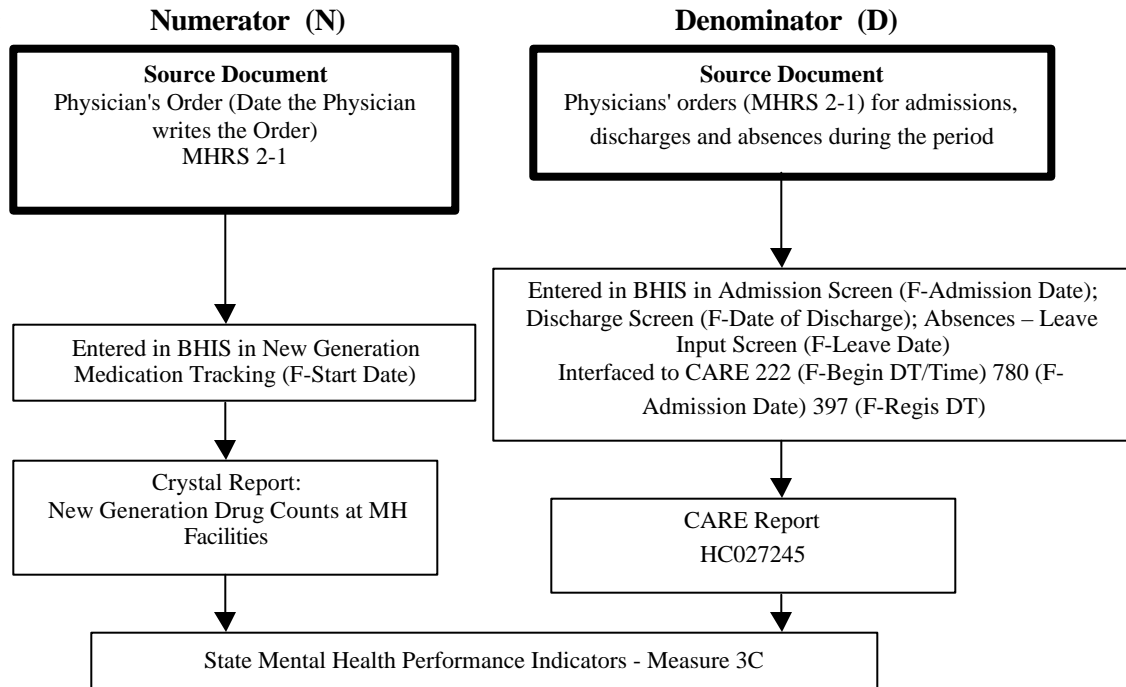 Numerator (N)
Source Document
Physician's Order (Date the Physician
writes the Order)
MHRS 2-1
Entered in BHIS in New Generation
Medication Tracking (F-Start Date)
Crystal Report:
New Generation Drug Counts at MH
Facilities
Denominator (D)
Source Document
Physicians' orders (MHRS 2-1) for admissions,
discharges and absences during the period
Entered in BHIS in Admission Screen (F-Admission Date);
Discharge Screen (F-Date of Discharge); Absences – Leave
Input Screen (F-Leave Date)
Interfaced to CARE 222 (F-Begin DT/Time) 780 (F-
Admission Date) 397 (F-Regis DT)
CARE Report
HC027245
State Mental Health Performance Indicators - Measure 3C